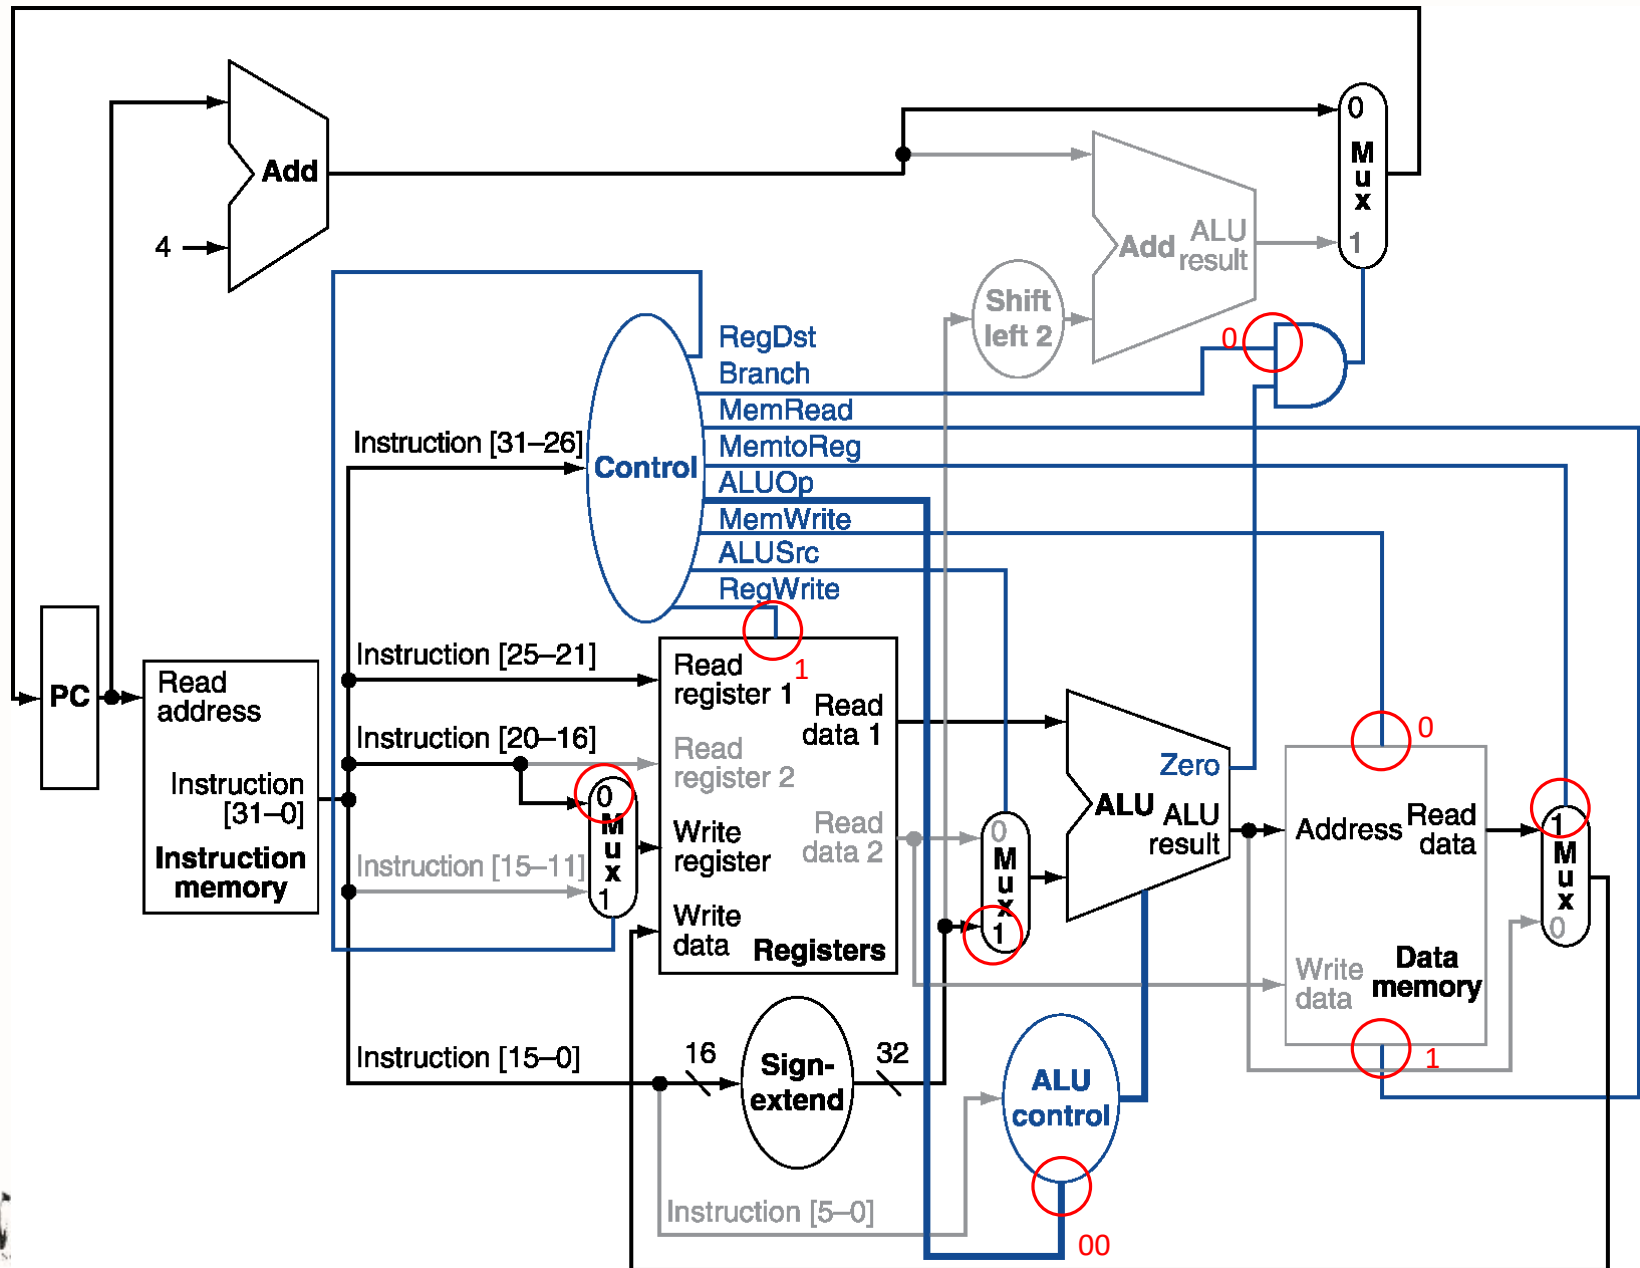 0
M
u
x
1
Add
4
Add ALU
result
Shift
left 2
0
RegDst
Branch
MemRead
MemtoReg
ALUOp
MemWrite
ALUSrc
RegWrite
Instruction [31–26]
Control
1
Instruction [25–21]
PC
Read
address
Instruction
[31–0]
Instruction
memory
Instruction [20–16]
Instruction [15–11]
0
M
u
x
1
Read
register 1
Read
data 1
Read
register 2
Write
register
Read
data 2
Write
data
Registers
0
M
u
x
1
Zero
ALU ALU
result
0
Address
Read
data
Write
data
Data
memory
1
1
M
u
x
0
Instruction [15–0]
16
Sign-
extend
32
ALU
control
Instruction [5–0]
00